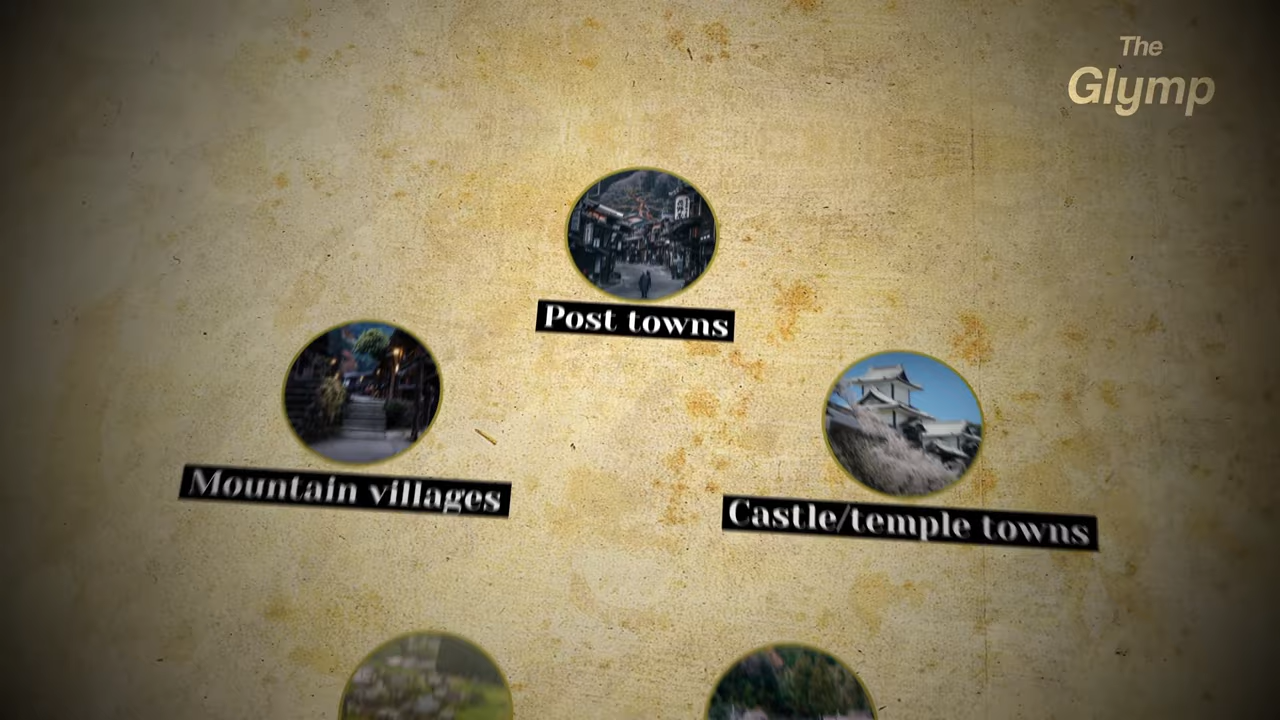 The
Glymp
Post towns
Mountain villages
Castle/temple towns